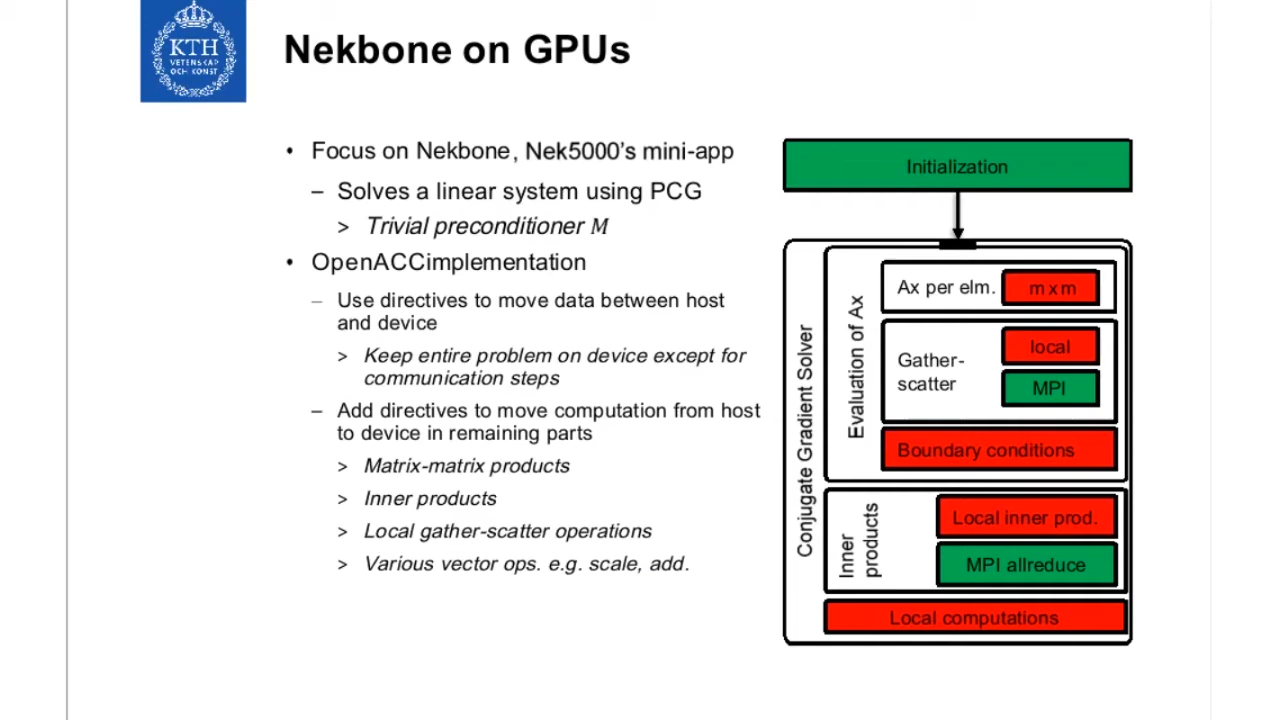 KTH
VETENSKAP
OCH KONST
Nekbone on GPUs
• Focus on Nekbone, Nek5000's mini-app
– Solves a linear system using PCG
> Trivial preconditioner M
• OpenACCimplementation
– Use directives to move data between host
and device
> Keep entire problem on device except for
communication steps
– Add directives to move computation from host
to device in remaining parts
> Matrix-matrix products
> Inner products
> Local gather-scatter operations
> Various vector ops. e.g. scale, add.
Initialization
Conjugate Gradient Solver
Evaluation of Ax
Ax per elm.
m x m
Gather-
scatter
local
MPI
Boundary conditions
Inner
products
Local inner prod.
MPI allreduce
Local computations